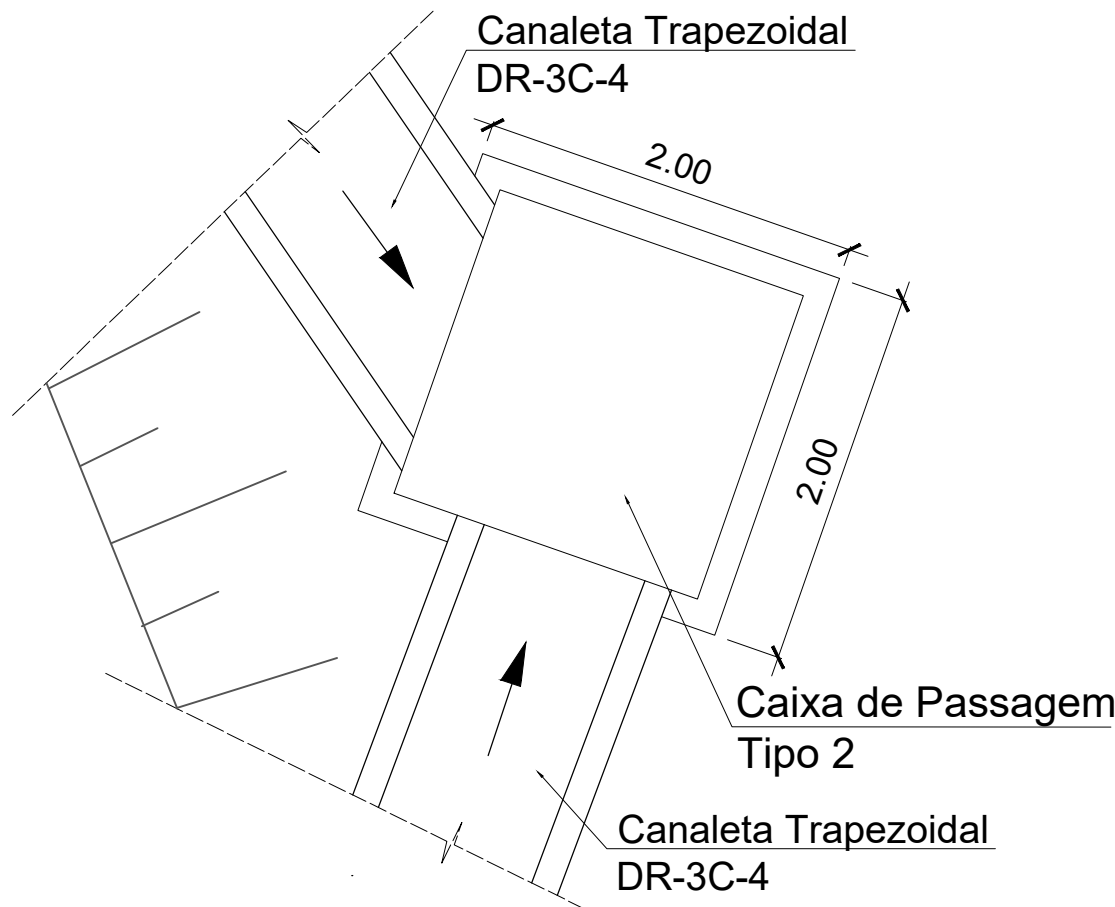 Canaleta Trapezoidal
DR-3C-4
2.00
2.00
Caixa de Passagem
Tipo 2
Canaleta Trapezoidal
DR-3C-4